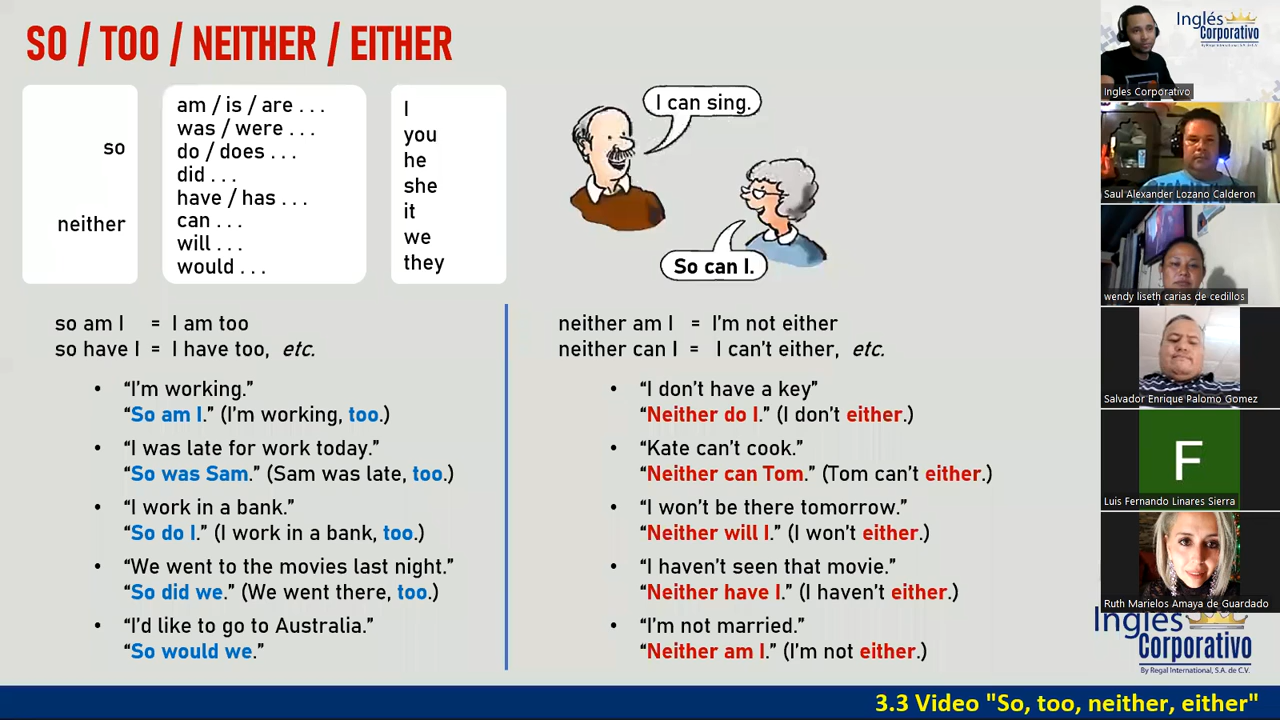 SO / TOO / NEITHER / EITHER
so
neither
am / is / are . . .
was / were . . .
do / does . . .
did . . .
have / has . . .
can . . .
will . . .
would . . .
I
you
he
she
it
we
they
I can sing.
So can I.
so am I = I am too
so have I = I have too, etc.
• “I’m working.”
“So am I.” (I’m working, too.)
• “I was late for work today.”
“So was Sam.” (Sam was late, too.)
• “I work in a bank.”
“So do I.” (I work in a bank, too.)
• “We went to the movies last night.”
“So did we.” (We went there, too.)
• “I’d like to go to Australia.”
“So would we.”
neither am I = I’m not either
neither can I = I can’t either, etc.
• “I don’t have a key”
“Neither do I.” (I don’t either.)
• “Kate can’t cook.”
“Neither can Tom.” (Tom can’t either.)
• “I won’t be there tomorrow.”
“Neither will I.” (I won’t either.)
• “I haven’t seen that movie.”
“Neither have I.” (I haven’t either.)
• “I’m not married.”
“Neither am I.” (I’m not either.)
Inglés
Corporativo
By Regal International, S.A. de C.V.
Ingles Corporativo
Saul Alexander Lozano Calderon
wendy liseth carias de cedillos
Salvador Enrique Palomo Gomez
F
Luis Fernando Linares Sierra
Ruth Marielos Amaya de Guardado
Inglés
Corporativo
By Regal International, S.A. de C.V.
3.3 Video "So, too, neither, either"